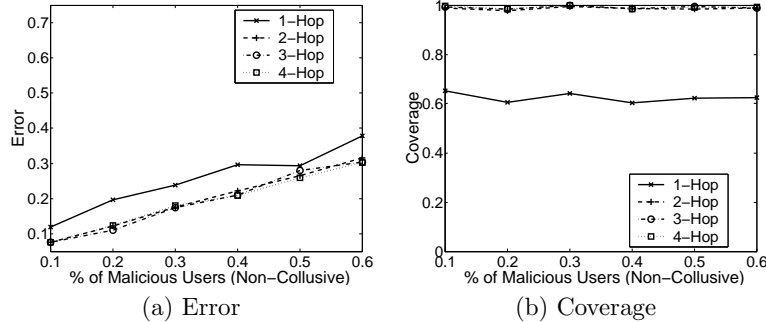 0.7
0.6
0.5
0.4
0.3
0.2
0.1
Error
1−Hop
2−Hop
3−Hop
4−Hop
0.1 0.2 0.3 0.4 0.5 0.6
% of Malicious Users (Non−Collusive)
(a) Error
1
0.8
0.6
0.4
0.2
0
Coverage
1−Hop
2−Hop
3−Hop
4−Hop
0.1 0.2 0.3 0.4 0.5 0.6
% of Malicious Users (Non−Collusive)
(b) Coverage